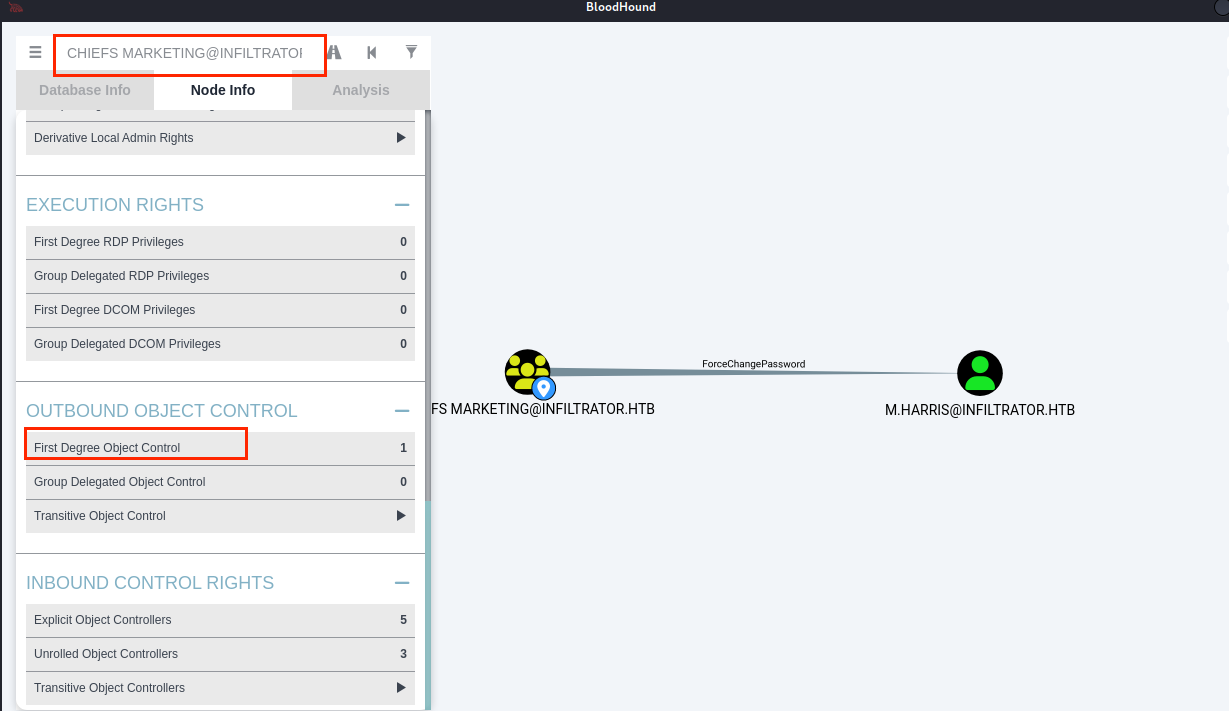 BloodHound
CHIEFS MARKETING@INFILTRATOR
Database Info
Node Info
Analysis
Derivative Local Admin Rights
EXECUTION RIGHTS
First Degree RDP Privileges 0
Group Delegated RDP Privileges 0
First Degree DCOM Privileges 0
Group Delegated DCOM Privileges 0
OUTBOUND OBJECT CONTROL
First Degree Object Control 1
Group Delegated Object Control 0
Transitive Object Control
INBOUND CONTROL RIGHTS
Explicit Object Controllers 5
Unrolled Object Controllers 3
Transitive Object Controllers
ForceChangePassword
FS MARKETING@INFILTRATOR.HTB
M.HARRIS@INFILTRATOR.HTB